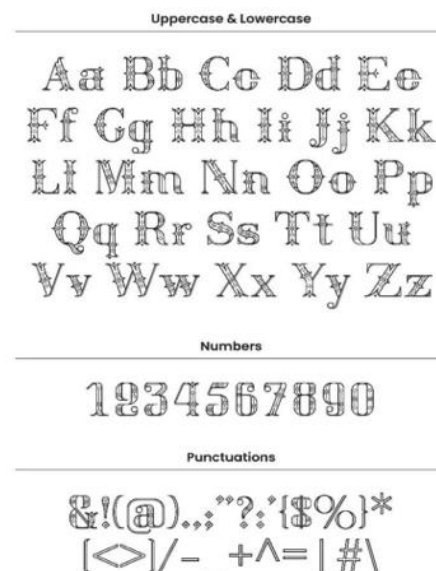 Uppercase & Lowercase
Aa Bb Cc Dd Ee
Ff Gg Hh Ii Jj Kk
Ll Mm Nn Oo Pp
Qq Rr Ss Tt Uu
Vv Ww Xx Yy Zz
Numbers
1234567890
Punctuations
&!(@).,;"?:'{$%}*
[<>]/-_+^=|#\